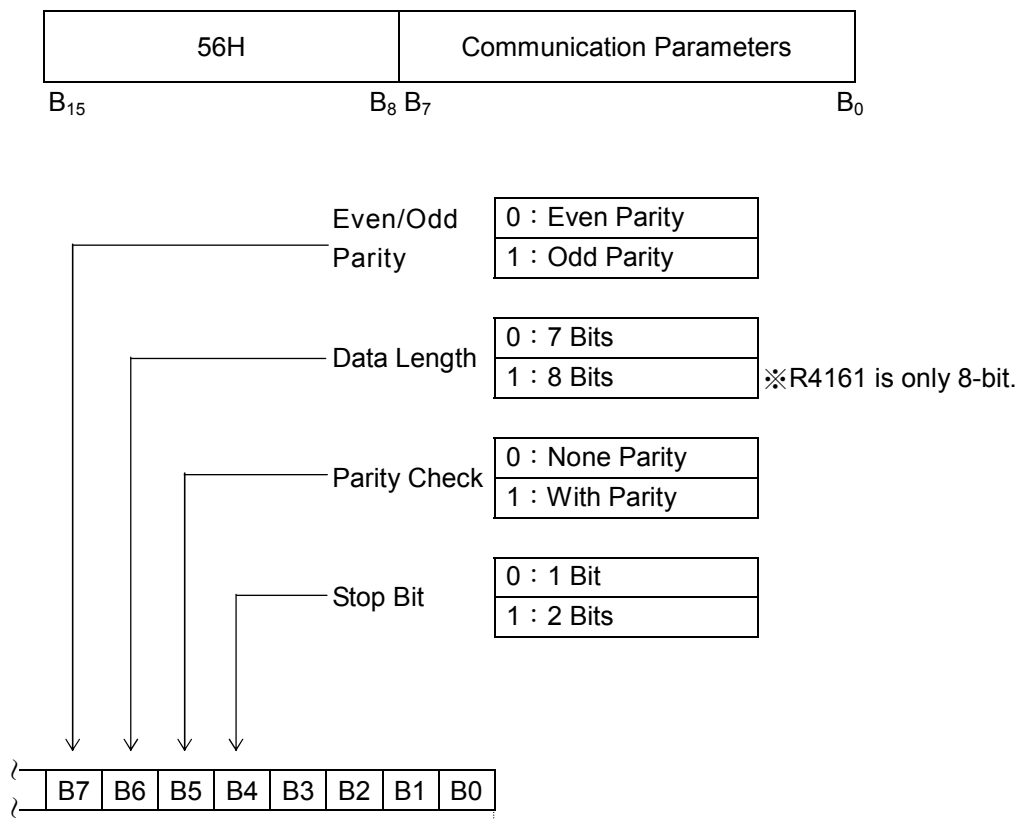 56H Communication Parameters
B₁₅ B₈ B₇ B₀
Even/Odd
Parity
0：Even Parity
1：Odd Parity
Data Length
0：7 Bits
1：8 Bits
※R4161 is only 8-bit.
Parity Check
0：None Parity
1：With Parity
Stop Bit
0：1 Bit
1：2 Bits
B7 B6 B5 B4 B3 B2 B1 B0